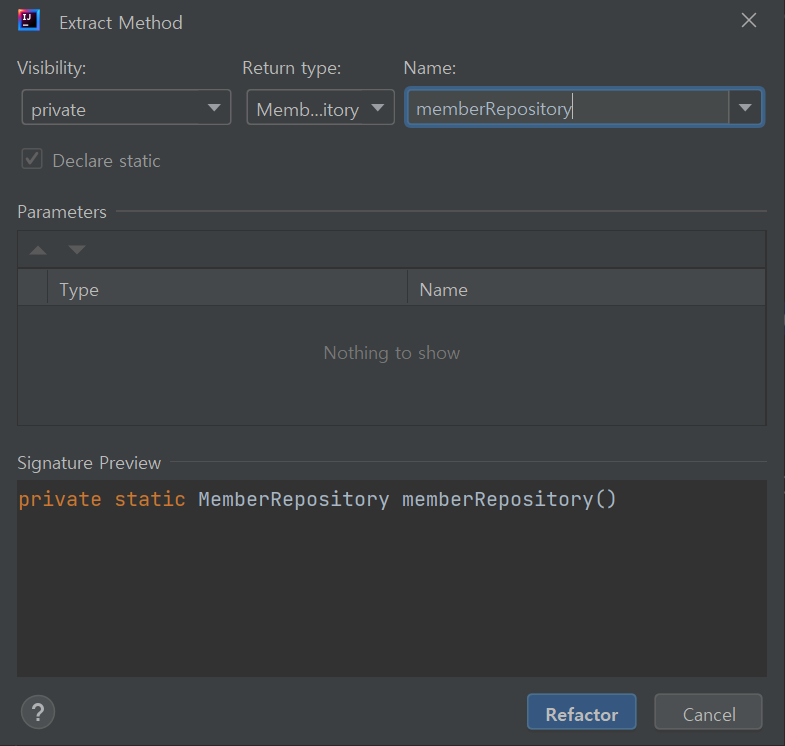 IJ
Extract Method
Visibility: Return type: Name:
private Memb...itory memberRepository
Declare static
Parameters
Type Name
Nothing to show
Signature Preview
private static MemberRepository memberRepository()
? Refactor Cancel